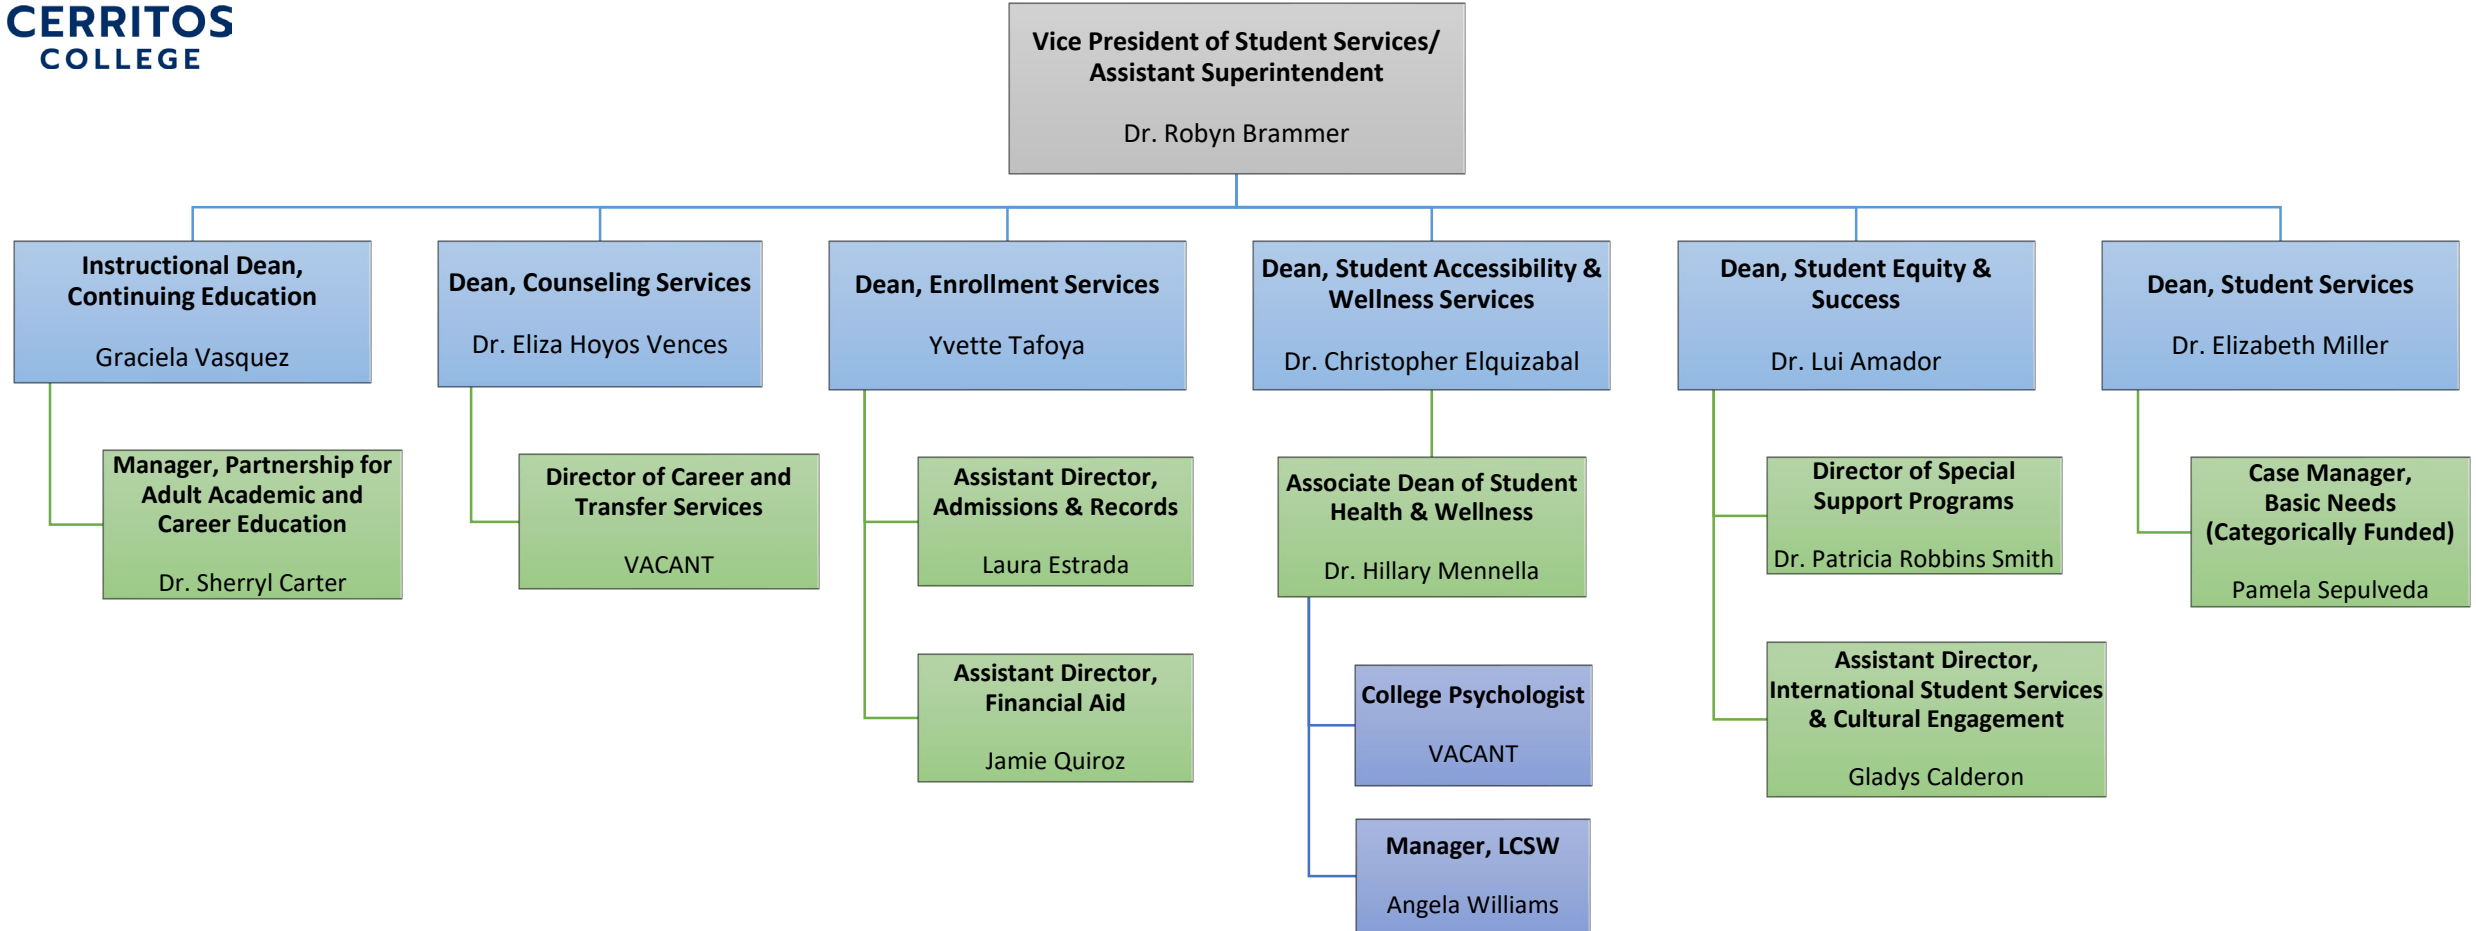 CERRITOS
COLLEGE
Vice President of Student Services/
Assistant Superintendent
Dr. Robyn Brammer
Instructional Dean,
Continuing Education
Graciela Vasquez
Dean, Counseling Services
Dr. Eliza Hoyos Vences
Dean, Enrollment Services
Yvette Tafoya
Dean, Student Accessibility &
Wellness Services
Dr. Christopher Elquizabal
Dean, Student Equity &
Success
Dr. Lui Amador
Dean, Student Services
Dr. Elizabeth Miller
Manager, Partnership for
Adult Academic and
Career Education
Dr. Sherryl Carter
Director of Career and
Transfer Services
VACANT
Assistant Director,
Admissions & Records
Laura Estrada
Associate Dean of Student
Health & Wellness
Dr. Hillary Mennella
Director of Special
Support Programs
Dr. Patricia Robbins Smith
Case Manager,
Basic Needs
(Categorically Funded)
Pamela Sepulveda
Assistant Director,
Financial Aid
Jamie Quiroz
College Psychologist
VACANT
Assistant Director,
International Student Services
& Cultural Engagement
Gladys Calderon
Manager, LCSW
Angela Williams